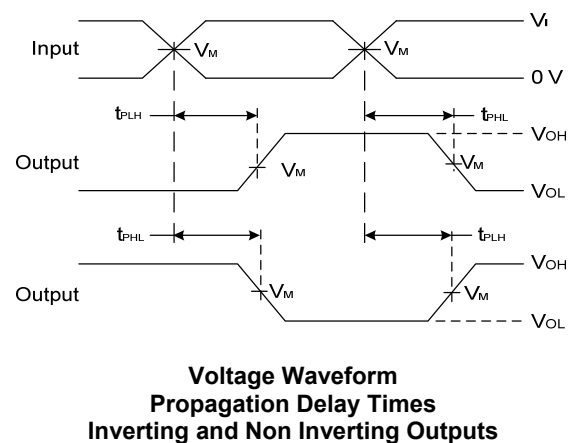 Input
VM
VM
VI
0 V
tPLH
tPHL
Output
VM
VM
VOH
VOL
tPHL
tPLH
Output
VM
VM
VOH
VOL
Voltage Waveform
Propagation Delay Times
Inverting and Non Inverting Outputs